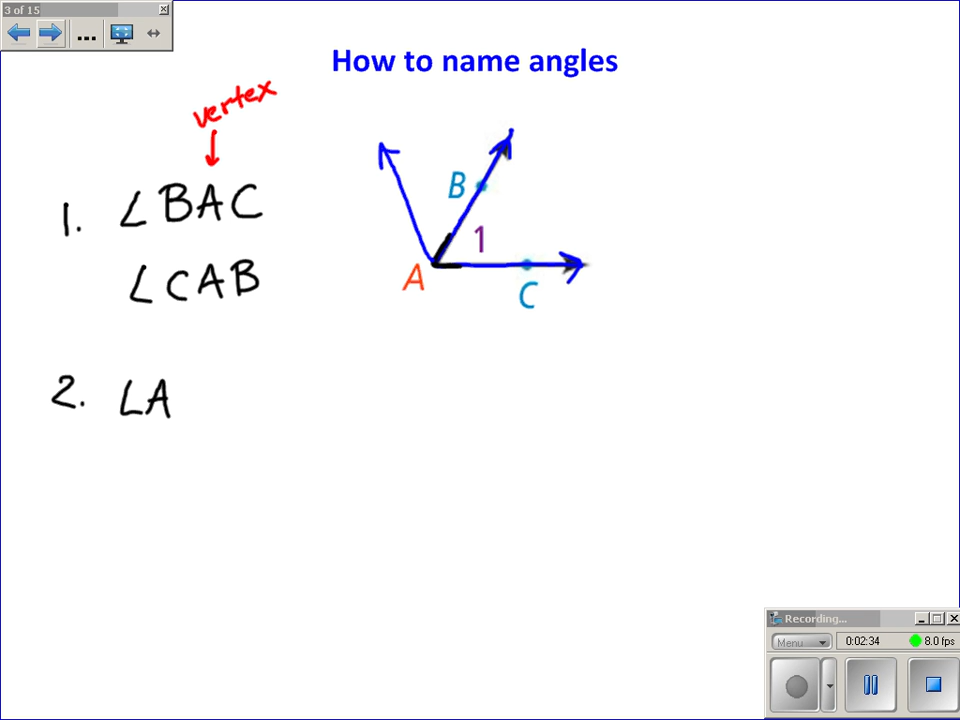 3 of 15
...
How to name angles
vertex
1. ∠BAC
∠CAB
2. ∠A
B
1
A
C
Recording...
Menu
0:02:34
8.0 fps